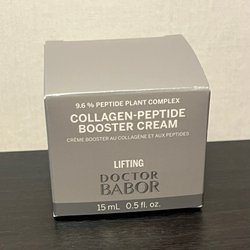 9.6 % PEPTIDE PLANT COMPLEX
COLLAGEN-PEPTIDE
BOOSTER CREAM
CRÈME BOOSTER AU COLLAGÈNE ET AUX PEPTIDES
LIFTING
DOCTOR
BABOR
15 mL 0.5 fl. oz.